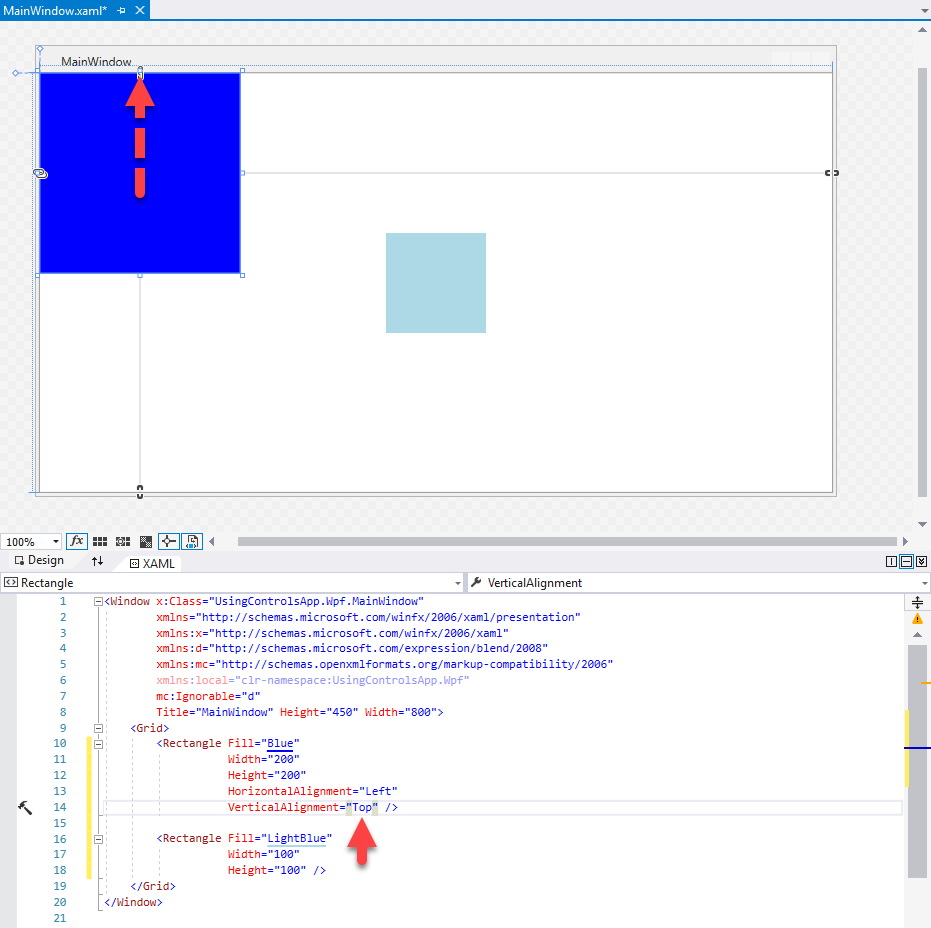 MainWindow.xaml*
MainWindow
100%
fx
Design
XAML
Rectangle
VerticalAlignment
1 <Window x:Class="UsingControlsApp.Wpf.MainWindow"
2 xmlns="http://schemas.microsoft.com/winfx/2006/xaml/presentation"
3 xmlns:x="http://schemas.microsoft.com/winfx/2006/xaml"
4 xmlns:d="http://schemas.microsoft.com/expression/blend/2008"
5 xmlns:mc="http://schemas.openxmlformats.org/markup-compatibility/2006"
6 xmlns:local="clr-namespace:UsingControlsApp.Wpf"
7 mc:Ignorable="d"
8 Title="MainWindow" Height="450" Width="800">
9 <Grid>
10 <Rectangle Fill="Blue"
11 Width="200"
12 Height="200"
13 HorizontalAlignment="Left"
14 VerticalAlignment="Top" />
15
16 <Rectangle Fill="LightBlue"
17 Width="100"
18 Height="100" />
19 </Grid>
20 </Window>
21